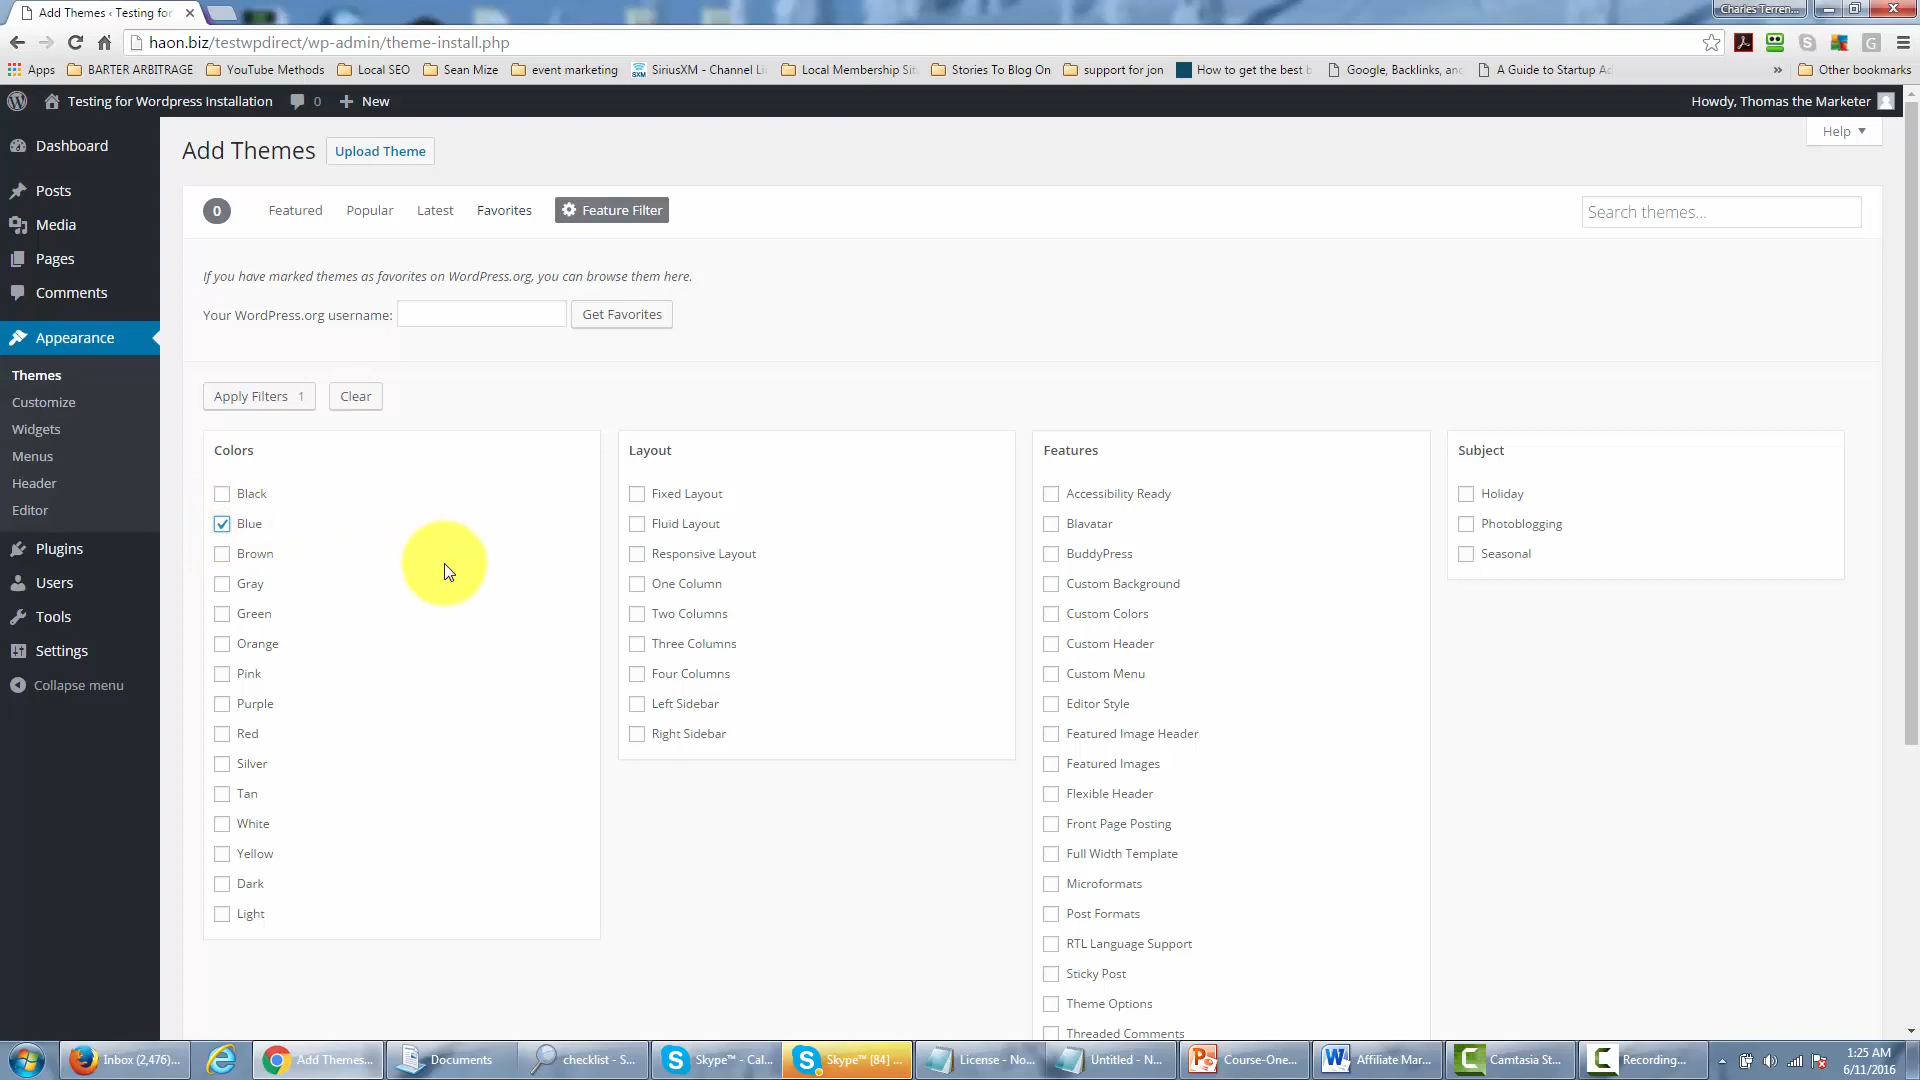 Add Themes ‹ Testing for
Charles Terren...
haon.biz/testwpdirect/wp-admin/theme-install.php
Apps BARTER ARBITRAGE YouTube Methods Local SEO Sean Mize event marketing SiriusXM - Channel Li Local Membership Sit Stories To Blog On support for jon How to get the best b Google, Backlinks, and A Guide to Startup Ad » Other bookmarks
Testing for Wordpress Installation 0 + New Howdy, Thomas the Marketer
Help
Dashboard
Posts
Media
Pages
Comments
Appearance
Themes
Customize
Widgets
Menus
Header
Editor
Plugins
Users
Tools
Settings
Collapse menu
Add Themes Upload Theme
0 Featured Popular Latest Favorites Feature Filter Search themes...
If you have marked themes as favorites on WordPress.org, you can browse them here.
Your WordPress.org username: Get Favorites
Apply Filters 1 Clear
Colors
Black
Blue
Brown
Gray
Green
Orange
Pink
Purple
Red
Silver
Tan
White
Yellow
Dark
Light
Layout
Fixed Layout
Fluid Layout
Responsive Layout
One Column
Two Columns
Three Columns
Four Columns
Left Sidebar
Right Sidebar
Features
Accessibility Ready
Blavatar
BuddyPress
Custom Background
Custom Colors
Custom Header
Custom Menu
Editor Style
Featured Image Header
Featured Images
Flexible Header
Front Page Posting
Full Width Template
Microformats
Post Formats
RTL Language Support
Sticky Post
Theme Options
Threaded Comments
Subject
Holiday
Photoblogging
Seasonal
Inbox (2,476)... Add Themes... Documents checklist - S... Skype™ - Cal... Skype™ [84] ... License - No... Untitled - N... Course-One... Affiliate Mar... Camtasia St... Recording...
1:25 AM
6/11/2016